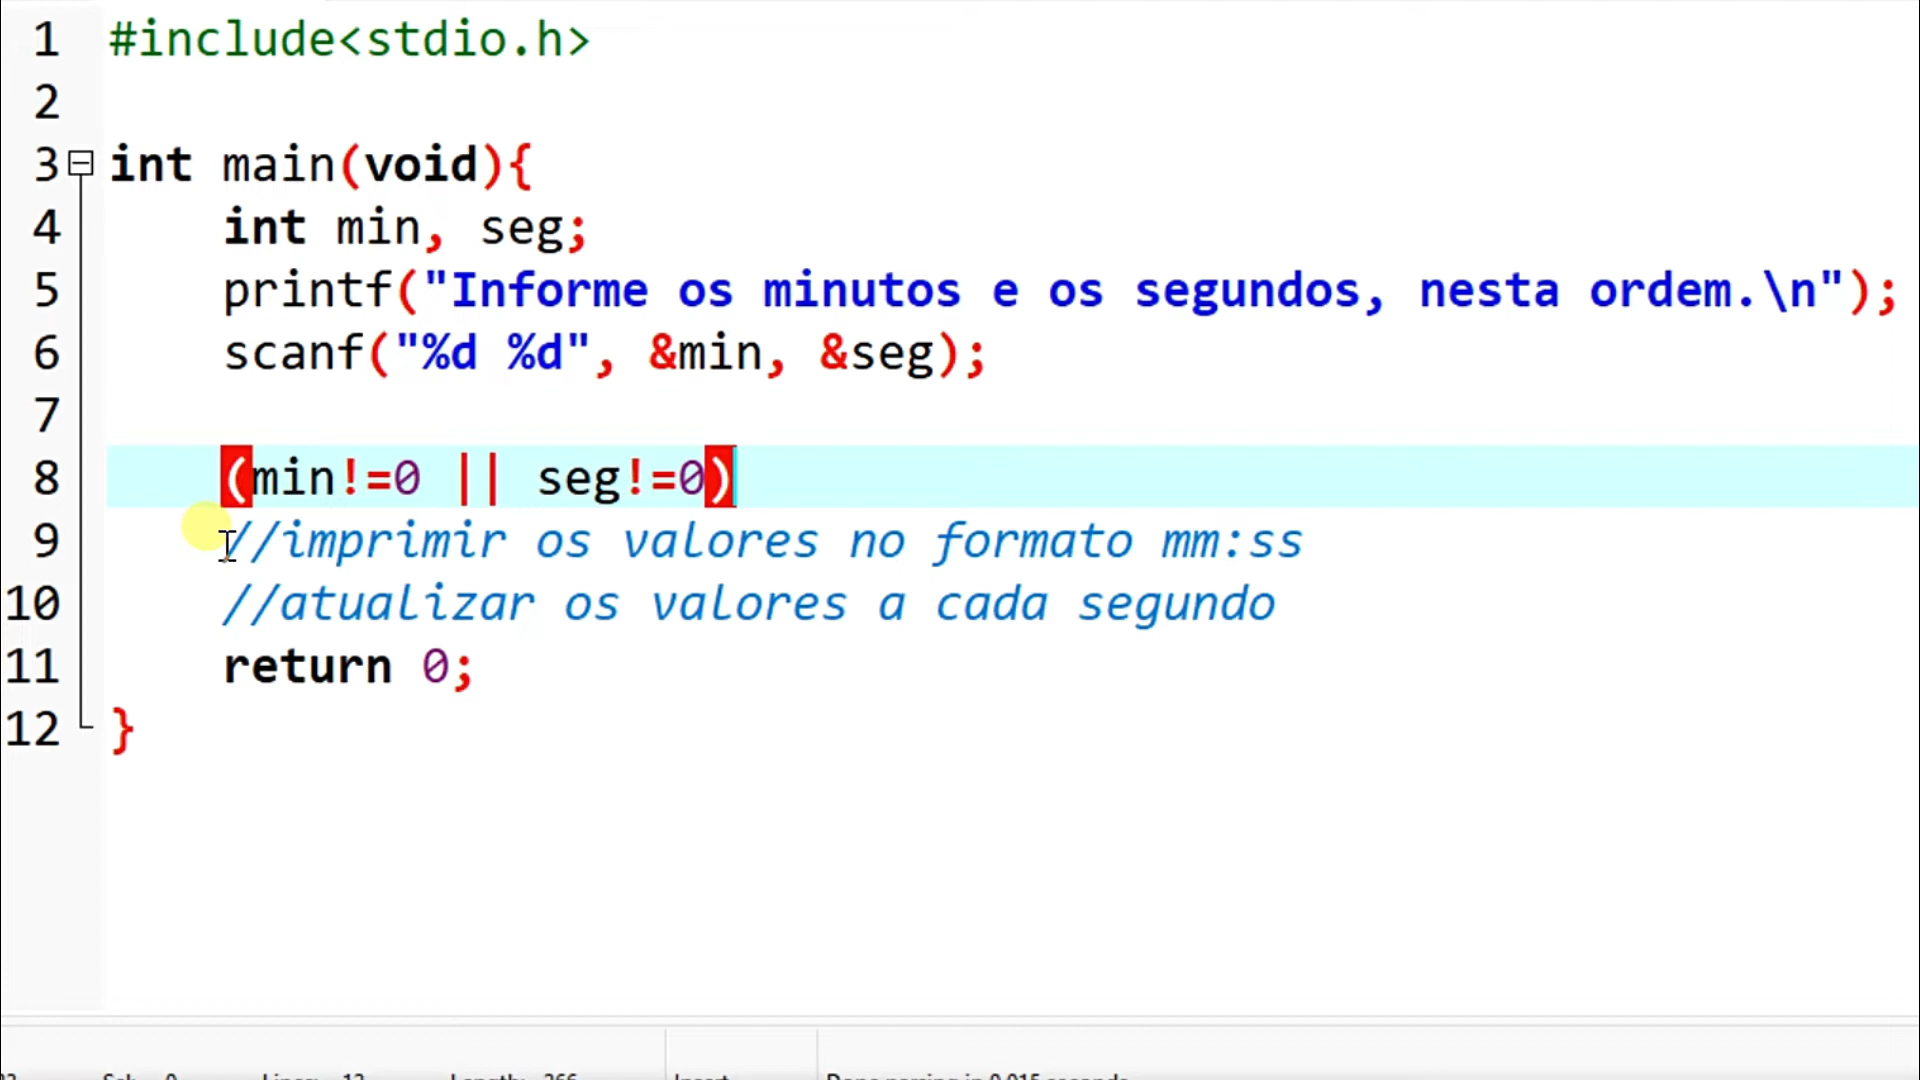 1 #include<stdio.h>
2
3 int main(void){
4 int min, seg;
5 printf("Informe os minutos e os segundos, nesta ordem.\n");
6 scanf("%d %d", &min, &seg);
7
8 (min!=0 || seg!=0)
9 //imprimir os valores no formato mm:ss
10 //atualizar os valores a cada segundo
11 return 0;
12 }